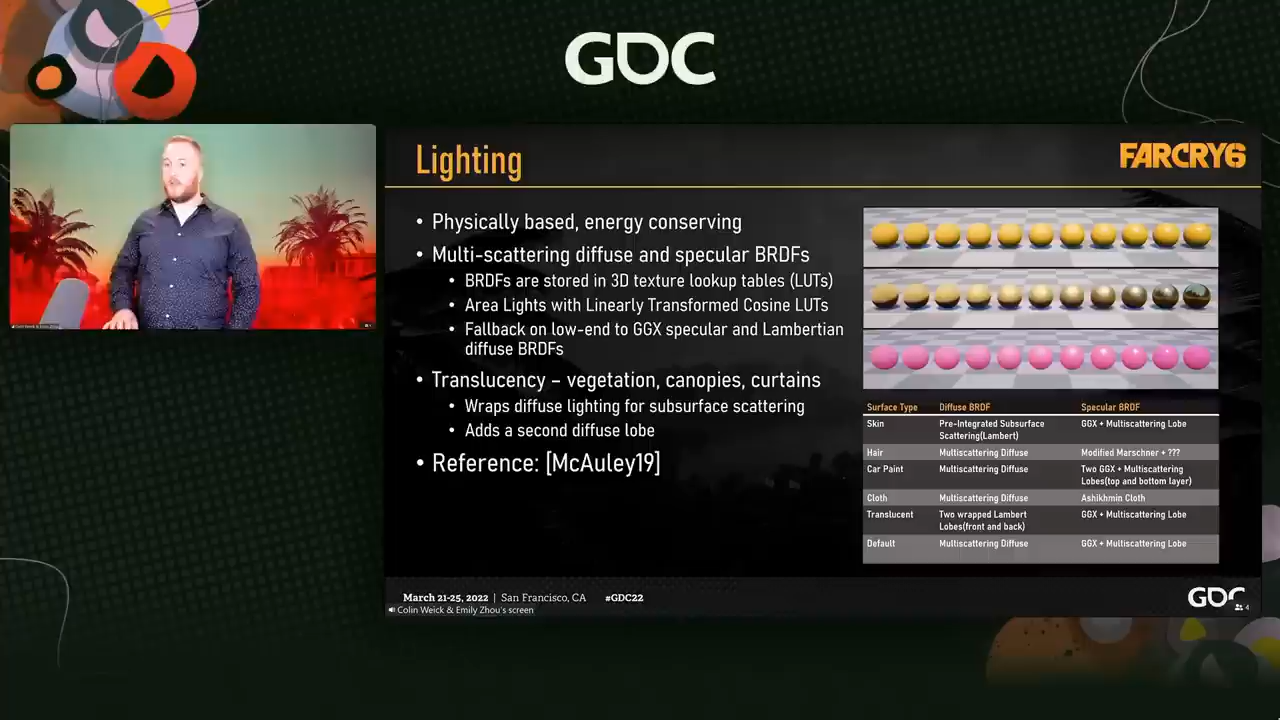 GDC
Lighting
FARCRY6
• Physically based, energy conserving
• Multi-scattering diffuse and specular BRDFs
• BRDFs are stored in 3D texture lookup tables (LUTs)
• Area Lights with Linearly Transformed Cosine LUTs
• Fallback on low-end to GGX specular and Lambertian
diffuse BRDFs
• Translucency – vegetation, canopies, curtains
• Wraps diffuse lighting for subsurface scattering
• Adds a second diffuse lobe
• Reference: [McAuley19]
Surface Type Diffuse BRDF Specular BRDF
Skin Pre-Integrated Subsurface GGX + Multiscattering Lobe
Scattering(Lambert)
Hair Multiscattering Diffuse Modified Marschner + ???
Car Paint Multiscattering Diffuse Two GGX + Multiscattering
Lobes(top and bottom layer)
Cloth Multiscattering Diffuse Ashikhmin Cloth
Translucent Two wrapped Lambert GGX + Multiscattering Lobe
Lobes(front and back)
Default Multiscattering Diffuse GGX + Multiscattering Lobe
March 21-25, 2022 | San Francisco, CA #GDC22
GDC
Colin Weick & Emily Zhou's screen
4
Colin Weick & Emily Zhou